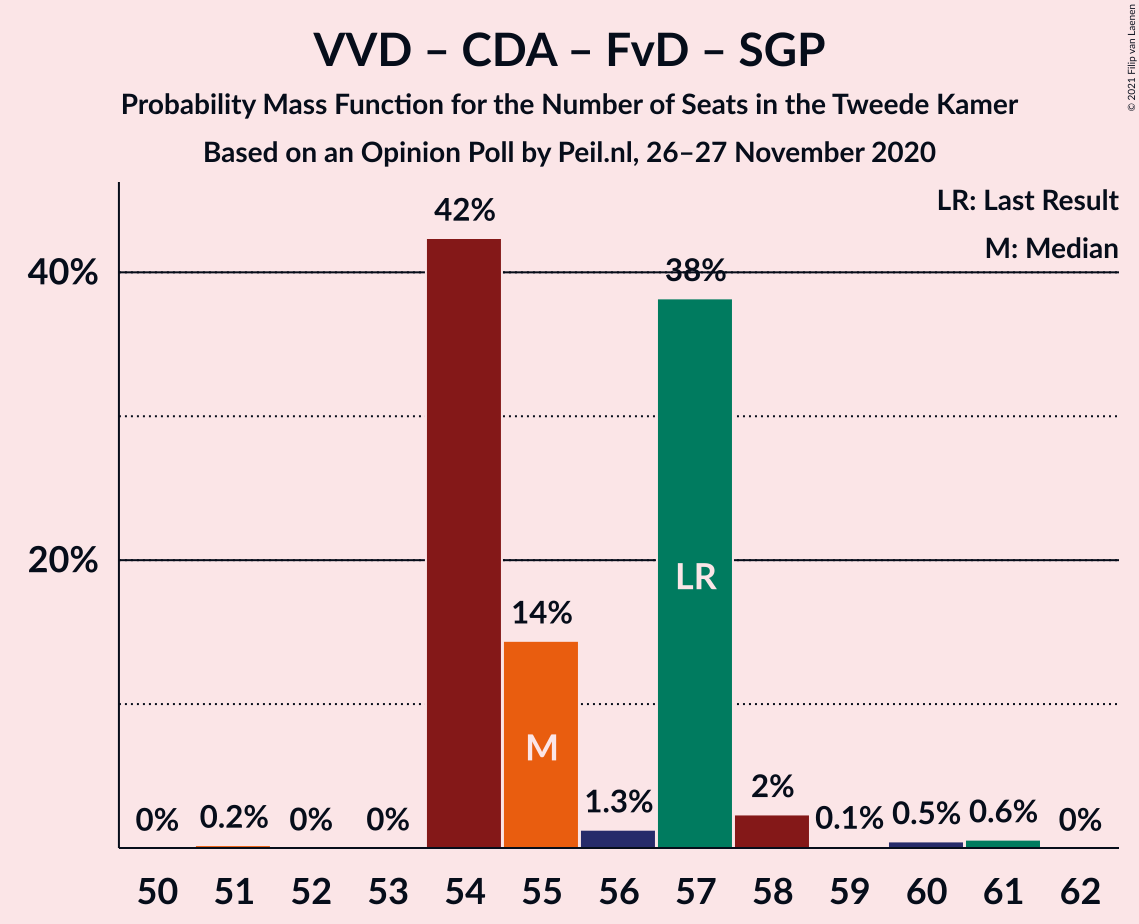 VVD – CDA – FvD – SGP
Probability Mass Function for the Number of Seats in the Tweede Kamer
Based on an Opinion Poll by Peil.nl, 26–27 November 2020
© 2021 Filip van Laenen
LR: Last Result
M: Median
40%
20%
42%
38%
14%
2%
0%
0.2%
0%
0%
1.3%
0.1%
0.5%
0.6%
0%
LR
M
50 51 52 53 54 55 56 57 58 59 60 61 62